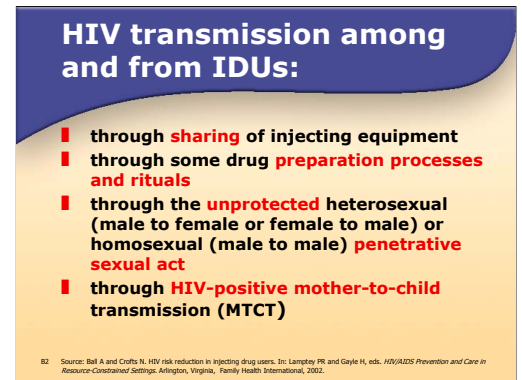 HIV transmission among
and from IDUs:
through sharing of injecting equipment
through some drug preparation processes
and rituals
through the unprotected heterosexual
(male to female or female to male) or
homosexual (male to male) penetrative
sexual act
through HIV-positive mother-to-child
transmission (MTCT)
B2 Source: Ball A and Crofts N. HIV risk reduction in injecting drug users. In: Lamptey PR and Gayle H, eds. HIV/AIDS Prevention and Care in
Resource-Constrained Settings. Arlington, Virginia, Family Health International, 2002.